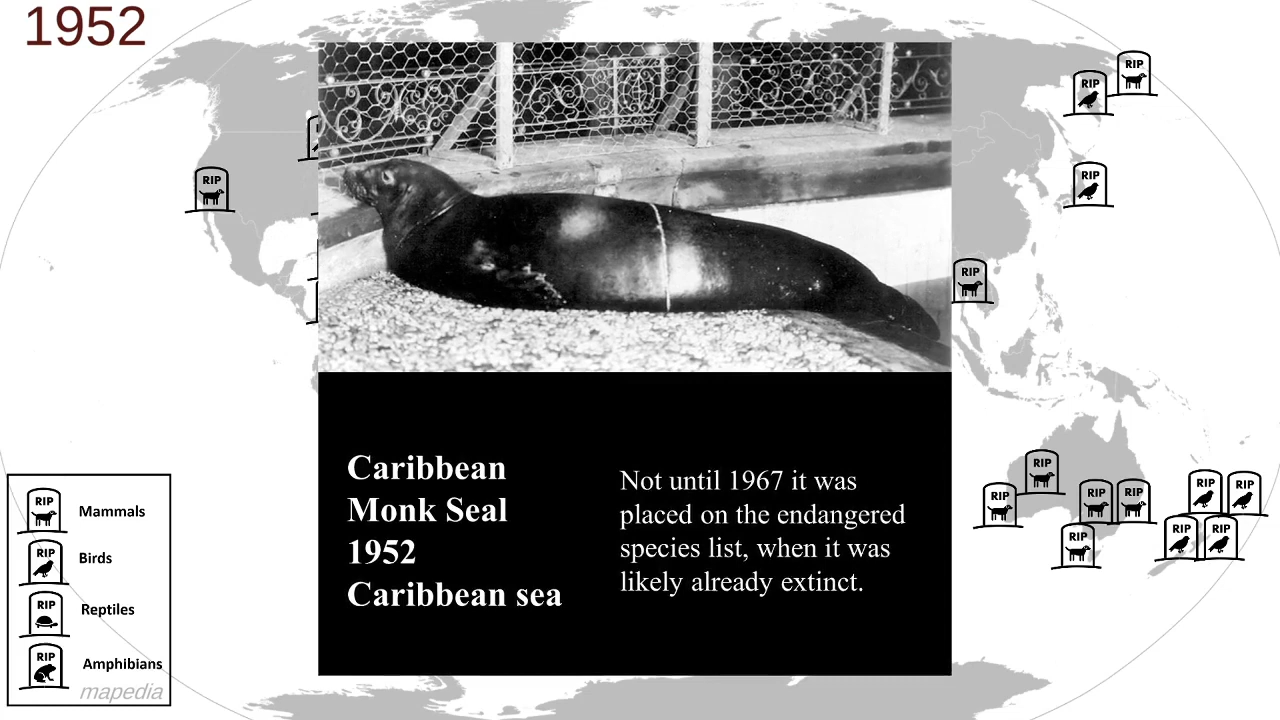 1952
RIP
RIP
RIP
RIP
RIP
Caribbean
Monk Seal
1952
Caribbean sea
Not until 1967 it was
placed on the endangered
species list, when it was
likely already extinct.
RIP
RIP
RIP
RIP
RIP
RIP
RIP
RIP
RIP
RIP Mammals
RIP Birds
RIP Reptiles
RIP Amphibians
mapedia